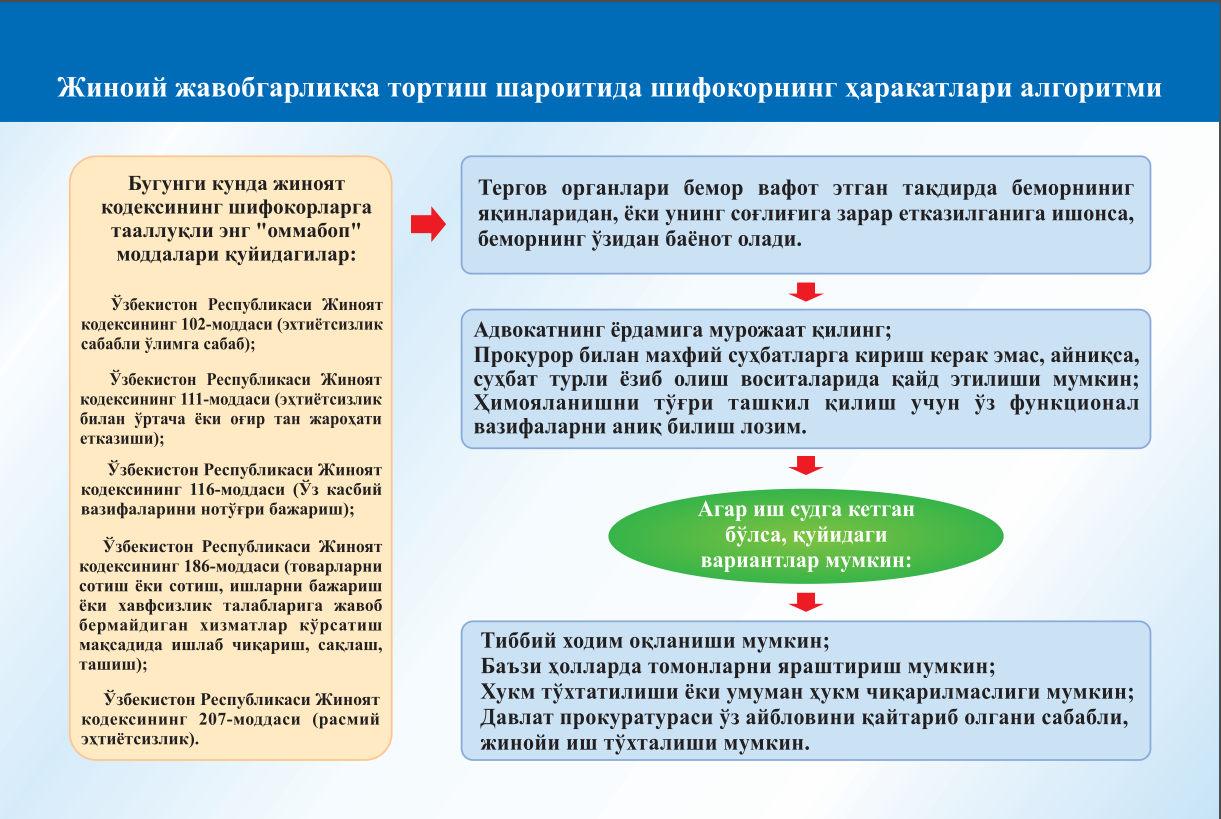 Жиноий жавобгарликка тортиш шароитида шифокорнинг ҳаракатлари алгоритми
Бугунги кунда жиноят
кодексининг шифокорларга
тааллуқли энг "оммабоп"
моддалари қуйидагилар:
Ўзбекистон Республикаси Жиноят
кодексининг 102-моддаси (эҳтиётсизлик
сабабли ўлимга сабаб);
Ўзбекистон Республикаси Жиноят
кодексининг 111-моддаси (эҳтиётсизлик
билан ўртача ёки оғир тан жароҳати
етказиши);
Ўзбекистон Республикаси Жиноят
кодексининг 116-моддаси (Ўз касбий
вазифаларини нотўғри бажариш);
Ўзбекистон Республикаси Жиноят
кодексининг 186-моддаси (товарларни
сотиш ёки сотиш, ишларни бажариш
ёки хавфсизлик талабларига жавоб
бермайдиган хизматлар кўрсатиш
мақсадида ишлаб чиқариш, сақлаш,
ташиш);
Ўзбекистон Республикаси Жиноят
кодексининг 207-моддаси (расмий
эҳтиётсизлик).
Тергов органлари бемор вафот этган тақдирда беморниниг
яқинларидан, ёки унинг соғлиғига зарар етказилганига ишонса,
беморнинг ўзидан баёнот олади.
Адвокатнинг ёрдамига мурожаат қилинг;
Прокурор билан махфий суҳбатларга кириш керак эмас, айниқса,
суҳбат турли ёзиб олиш воситаларида қайд этилиши мумкин;
Ҳимояланишни тўғри ташкил қилиш учун ўз функционал
вазифаларни аниқ билиш лозим.
Агар иш судга кетган
бўлса, қуйидаги
вариантлар мумкин:
Тиббий ходим оқланиши мумкин;
Баъзи ҳолларда томонларни яраштириш мумкин;
Хукм тўхтатилиши ёки умуман ҳукм чиқарилмаслиги мумкин;
Давлат прокуратураси ўз айбловини қайтариб олгани сабабли,
жинойи иш тўхталиши мумкин.